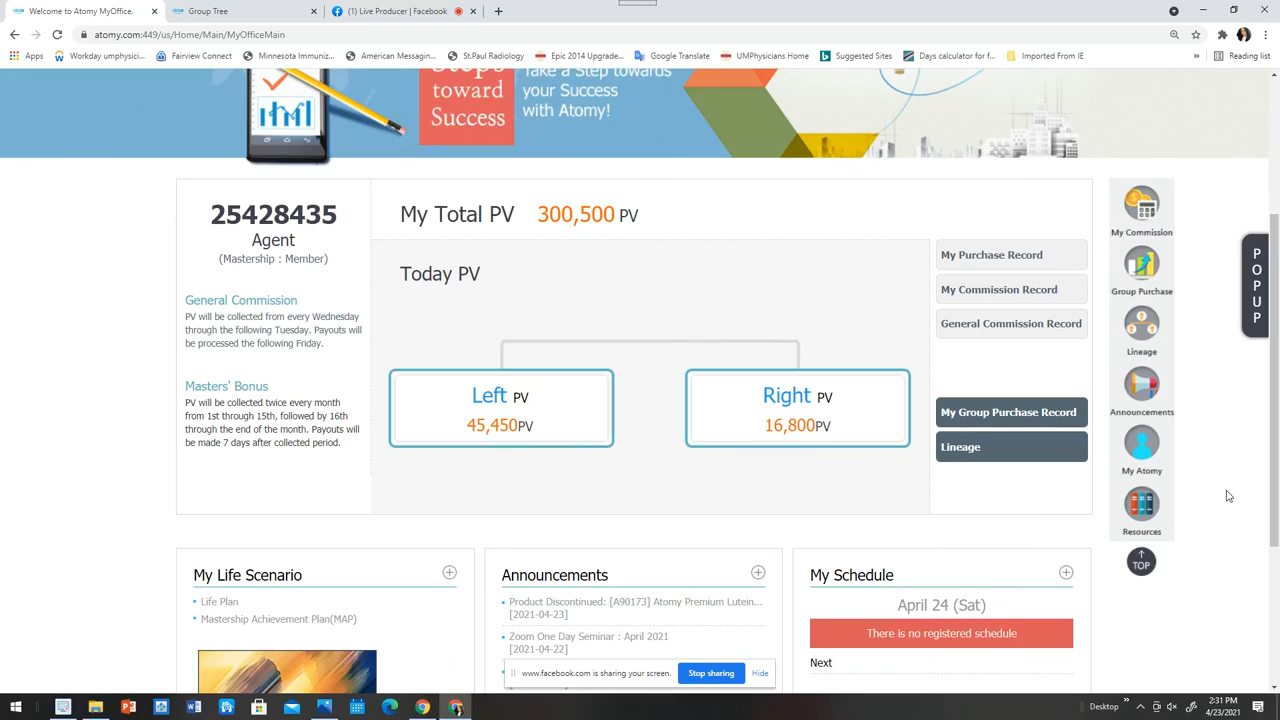 Welcome to Atomy MyOffice.
Group Tree
(1) Live Producer | Facebook
atomy.com:449/us/Home/Main/MyOfficeMain
Apps
Workday umphysicia...
Fairview Connect
Minnesota Immuniz...
American Messagin...
St.Paul Radiology
Epic 2014 Upgrade...
Google Translate
UMPhysicians Home
Suggested Sites
Days calculator for f...
Imported From IE
»
Reading list
Steps
toward
Success
Take a Step towards
your Success
with Atomy!
25428435
Agent
(Mastership : Member)
General Commission
PV will be collected from every Wednesday
through the following Tuesday. Payouts will
be processed the following Friday.
Masters' Bonus
PV will be collected twice every month
from 1st through 15th, followed by 16th
through the end of the month. Payouts will
be made 7 days after collected period.
My Total PV 300,500 PV
Today PV
Left PV
45,450PV
Right PV
16,800PV
My Purchase Record
My Commission Record
General Commission Record
My Group Purchase Record
Lineage
My Commission
Group Purchase
Lineage
Announcements
My Atomy
Resources
TOP
POPUP
My Life Scenario
Life Plan
Mastership Achievement Plan(MAP)
Announcements
Product Discontinued: [A90173] Atomy Premium Lutein...
[2021-04-23]
Zoom One Day Seminar : April 2021
[2021-04-22]
My Schedule
April 24 (Sat)
There is no registered schedule
Next
www.facebook.com is sharing your screen.
Stop sharing
Hide
Desktop
»
2:31 PM
4/23/2021